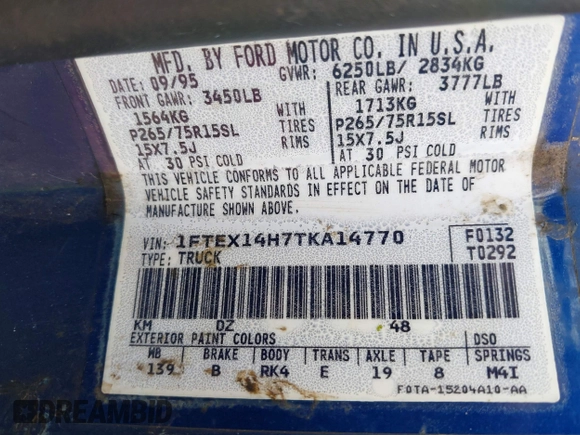 MFD. BY FORD MOTOR CO. IN U.S.A.
DATE: 09/95 GVWR: 6250LB/ 2834KG
FRONT GAWR: 3450LB REAR GAWR: 3777LB
1564KG WITH 1713KG WITH
P265/75R15SL TIRES P265/75R15SL TIRES
15X7.5J RIMS 15X7.5J RIMS
AT 30 PSI COLD AT 30 PSI COLD
THIS VEHICLE CONFORMS TO ALL APPLICABLE FEDERAL MOTOR
VEHICLE SAFETY STANDARDS IN EFFECT ON THE DATE OF
MANUFACTURE SHOWN ABOVE.
VIN: 1FTEX14H7TKA14770 F0132
TYPE: TRUCK T0292
KM DZ 48
EXTERIOR PAINT COLORS DSO
WB BRAKE BODY TRANS AXLE TAPE SPRINGS
139 B RK4 E 19 8 M4I
F0TA-15204A10-AA
DREAMBID